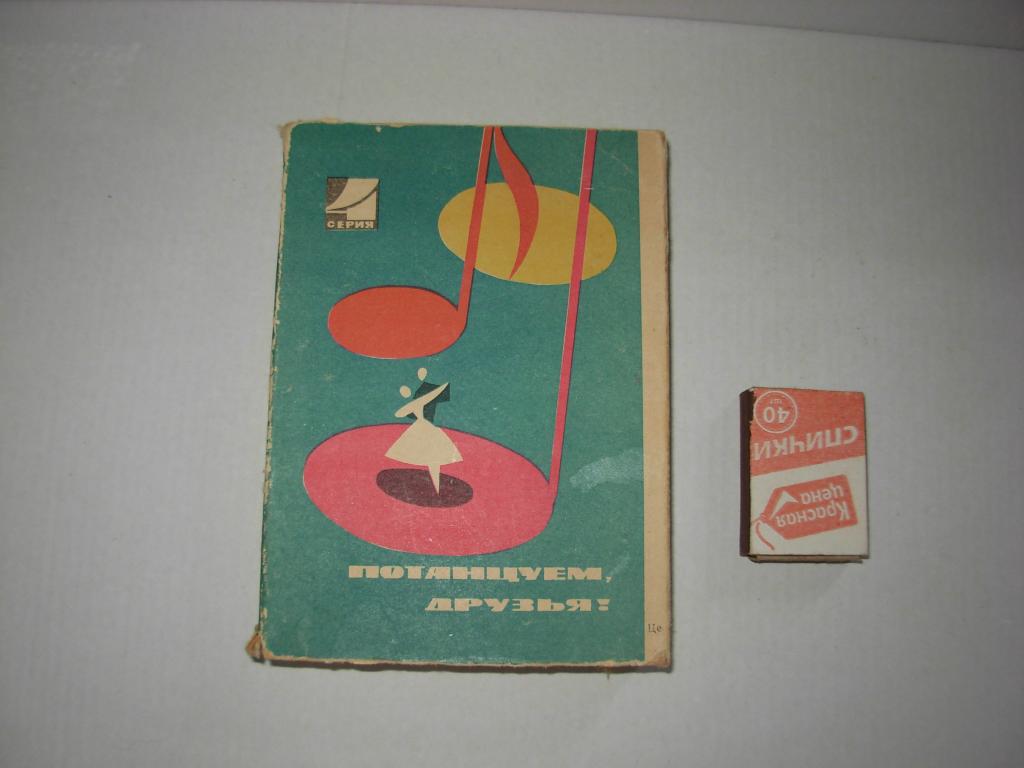 СЕРИЯ
ПОТАНЦУЕМ,
ДРУЗЬЯ!
Це
Красная
цена
СПИЧКИ
40
шт